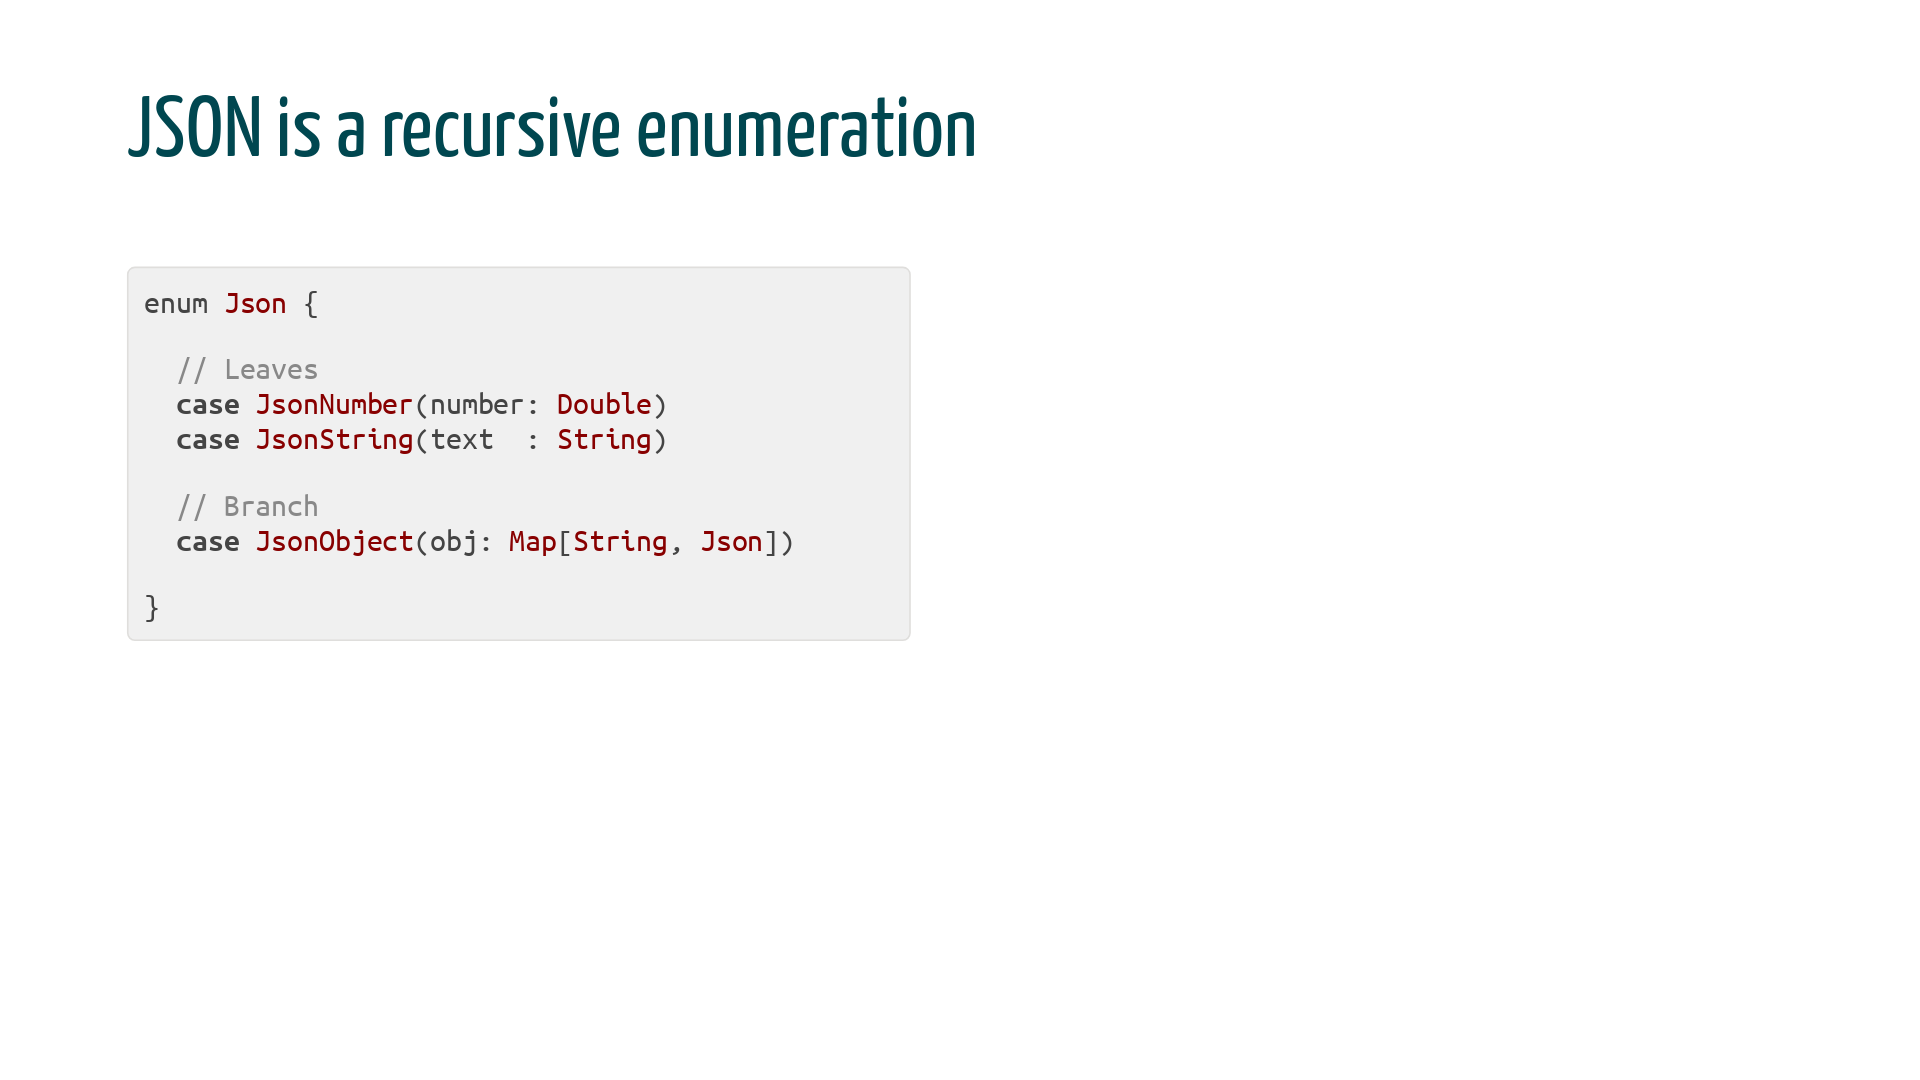 JSON is a recursive enumeration
enum Json {
  // Leaves
  case JsonNumber(number: Double)
  case JsonString(text  : String)
  // Branch
  case JsonObject(obj: Map[String, Json])
}